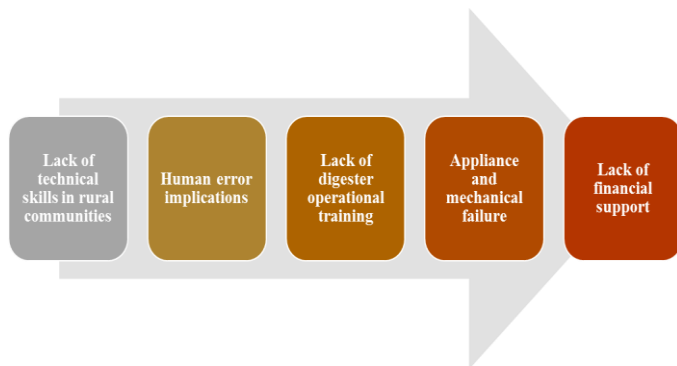 Lack of
technical
skills in rural
communities
Human error
implications
Lack of
digester
operational
training
Appliance
and
mechanical
failure
Lack of
financial
support